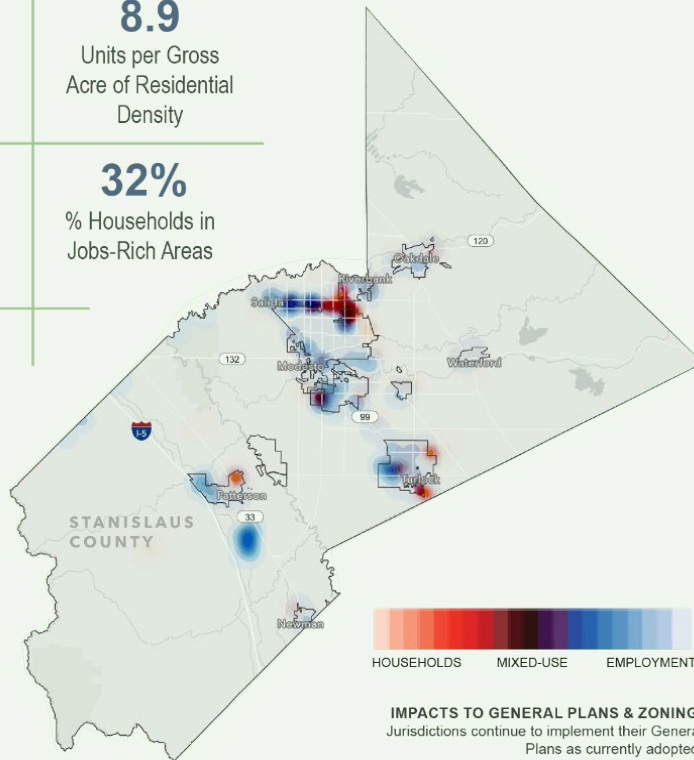 8.9
Units per Gross
Acre of Residential
Density
32%
% Households in
Jobs-Rich Areas
120
Oakdale
Riverbank
Salida
132
Modesto
Waterford
99
I-5
Turlock
Patterson
33
STANISLAUS
COUNTY
Newman
HOUSEHOLDS MIXED-USE EMPLOYMENT
IMPACTS TO GENERAL PLANS & ZONING
Jurisdictions continue to implement their Genera
Plans as currently adopted